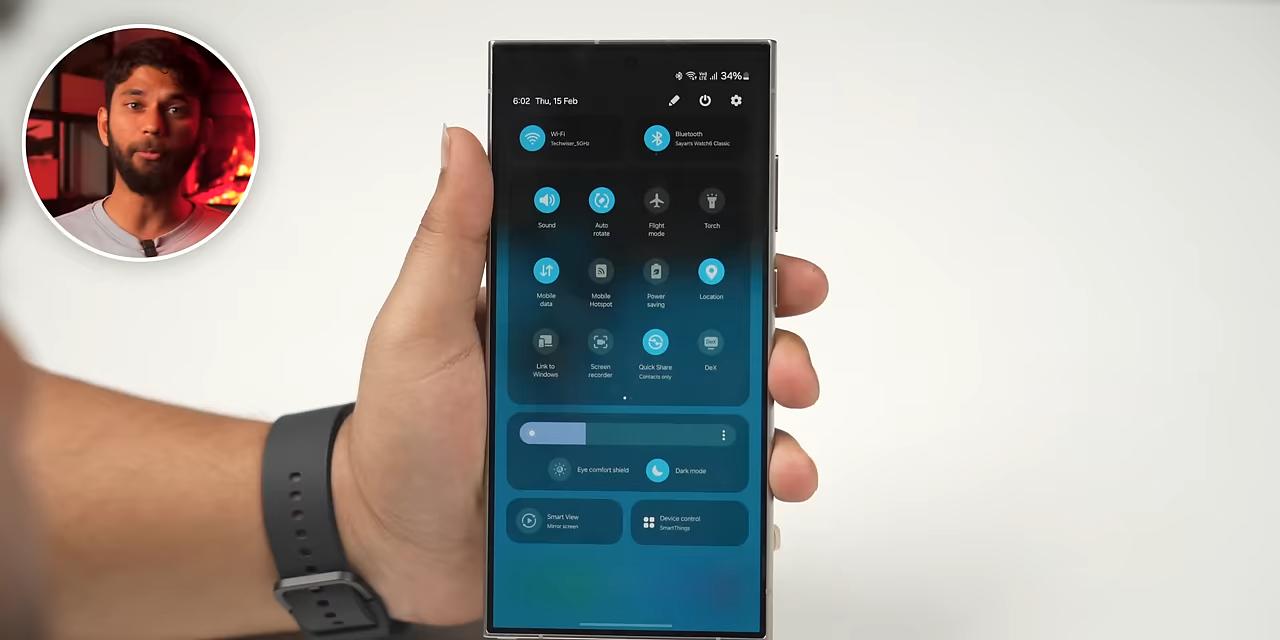 34%
6:02 Thu, 15 Feb
Wi-Fi
Techwiser_5GHz
Bluetooth
Sayan's Watch6 Classic
Sound
Auto
rotate
Flight
mode
Torch
Mobile
data
Mobile
Hotspot
Power
saving
Location
Link to
Windows
Screen
recorder
Quick Share
Contacts only
DeX
DeX
Eye comfort shield
Dark mode
Smart View
Mirror screen
Device control
SmartThings